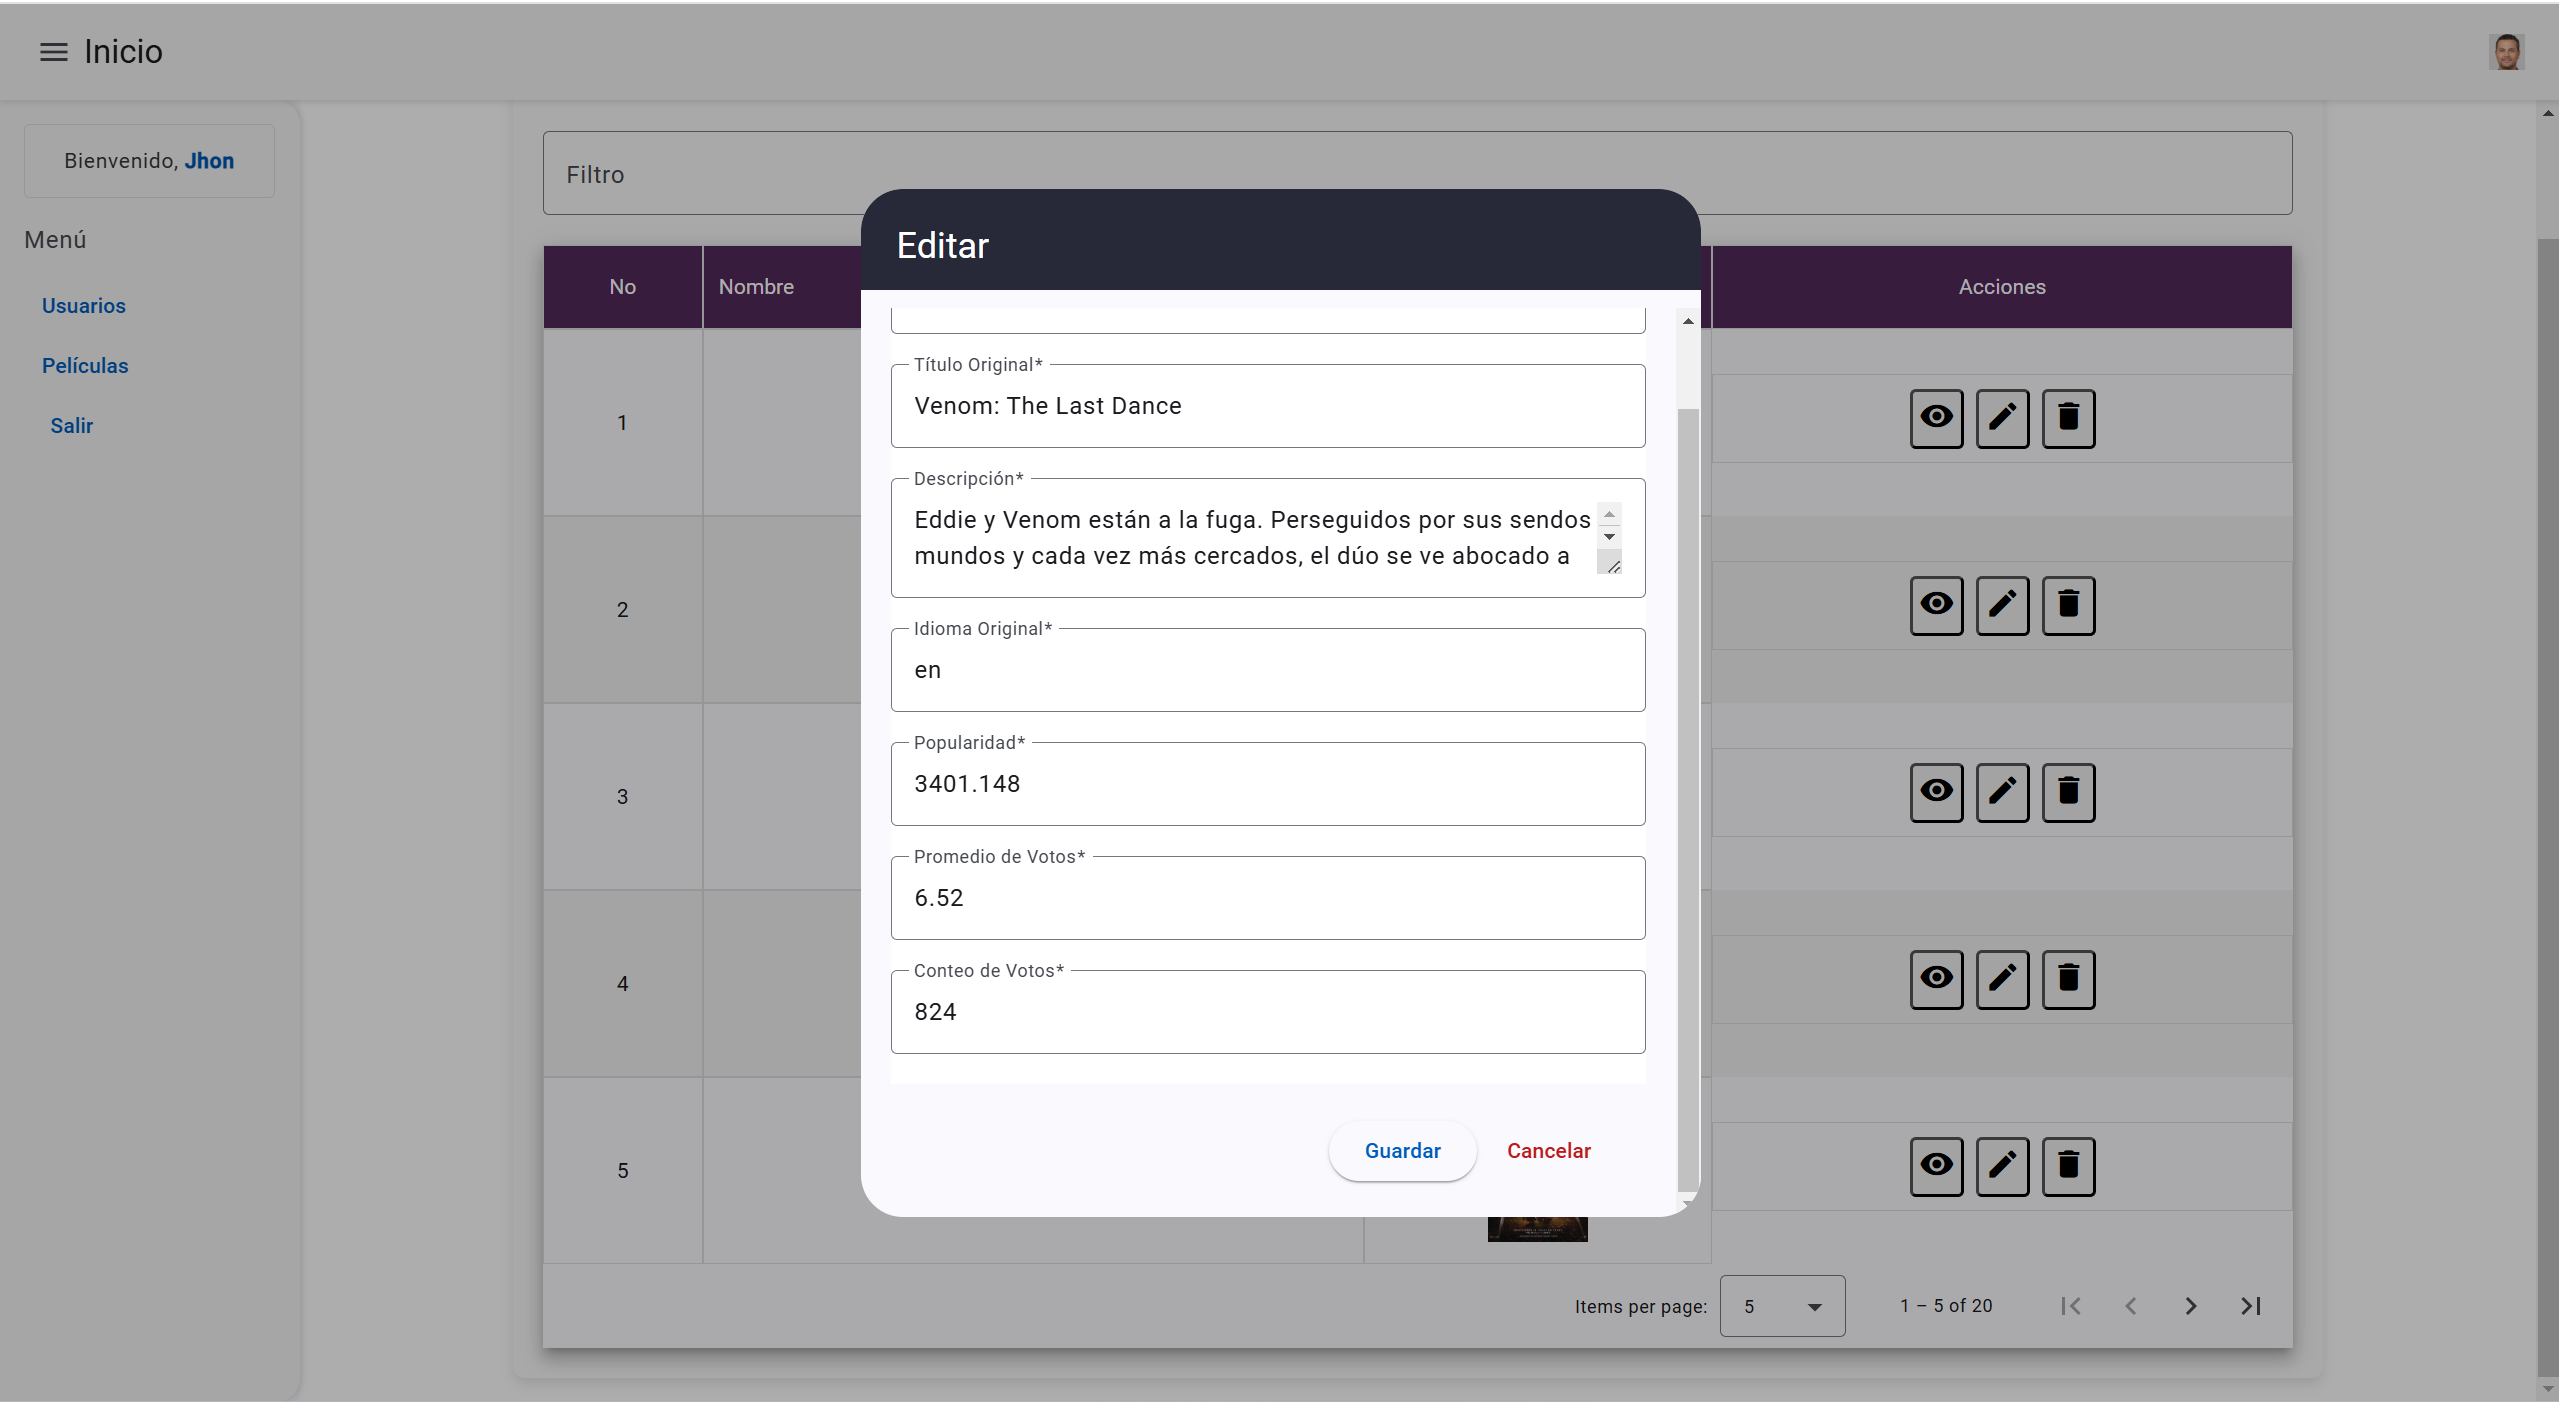 Inicio
Bienvenido, Jhon
Menú
Usuarios
Películas
Salir
Filtro
No
Nombre
Acciones
1
2
3
4
5
Editar
Título Original*
Venom: The Last Dance
Descripción*
Eddie y Venom están a la fuga. Perseguidos por sus sendos
mundos y cada vez más cercados, el dúo se ve abocado a
Idioma Original*
en
Popularidad*
3401.148
Promedio de Votos*
6.52
Conteo de Votos*
824
Guardar
Cancelar
Items per page:
5
1 – 5 of 20